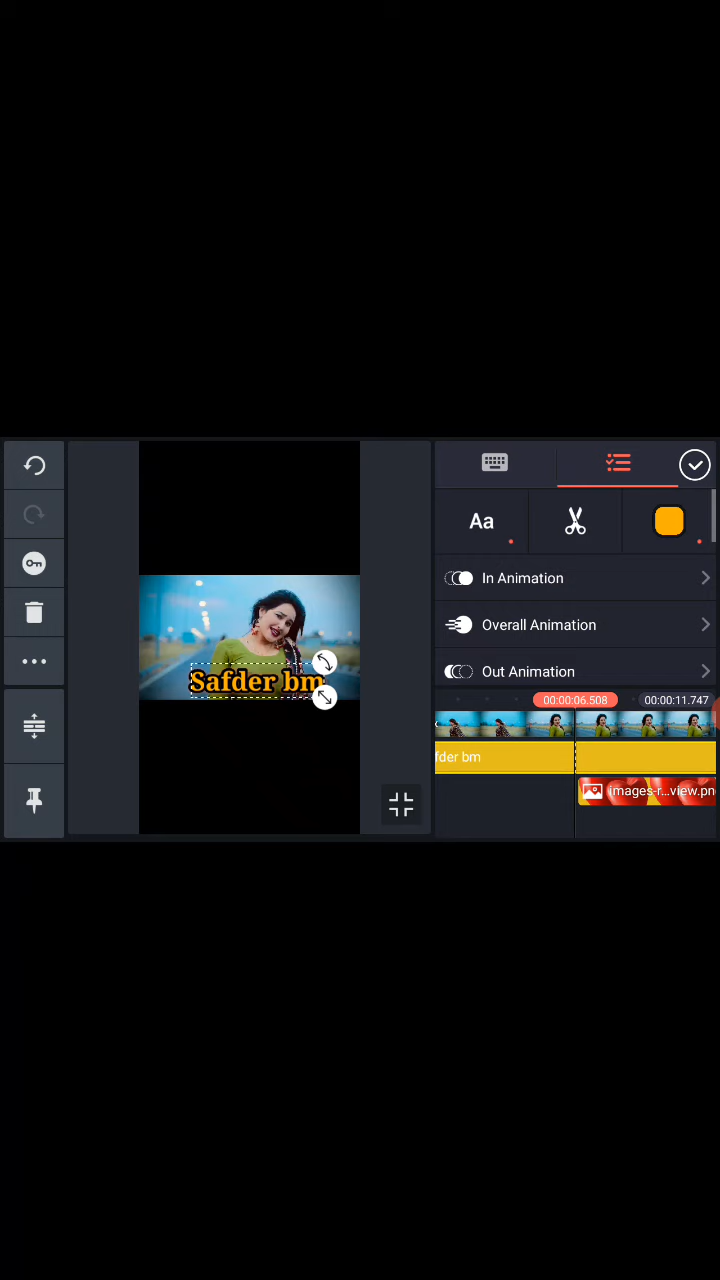 Aa
In Animation
Overall Animation
Out Animation
Safder bm
00:00:06.508
00:00:11.747
fder bm
images-r...view.pn